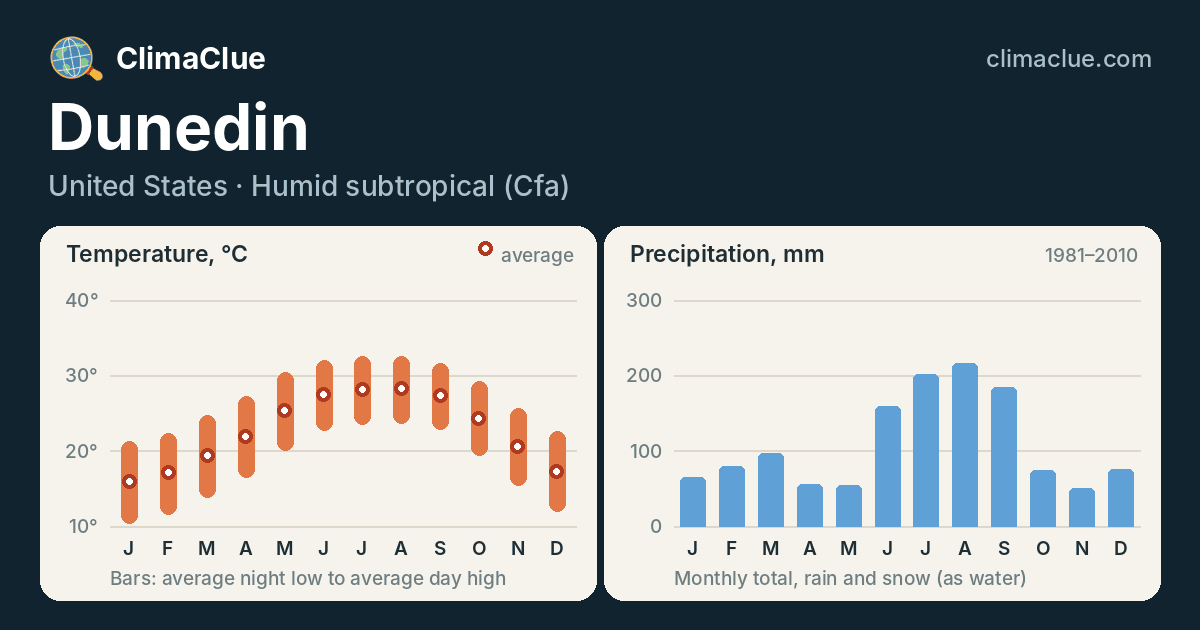 ClimaClue
climaclue.com
Dunedin
United States · Humid subtropical (Cfa)
Temperature, °C
average
40°
30°
20°
10°
J F M A M J J A S O N D
Bars: average night low to average day high
Precipitation, mm
1981–2010
300
200
100
0
J F M A M J J A S O N D
Monthly total, rain and snow (as water)